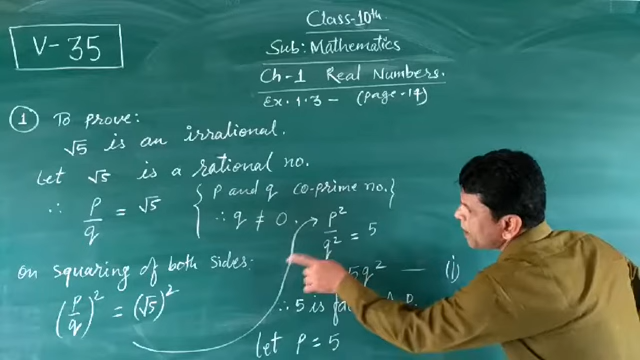 V-35
Class-10th
Sub: Mathematics
Ch-1 Real Numbers.
Ex. 1.3 - (page-14)
① To prove:
√5 is an irrational.
Let √5 is a rational no.
∴ p/q = √5 { p and q co-prime no. }
∴ q ≠ 0.
on squaring of both sides:
(p/q)² = (√5)²
p²/q² = 5
5q² — (i)
∴ 5 is
Let p = 5